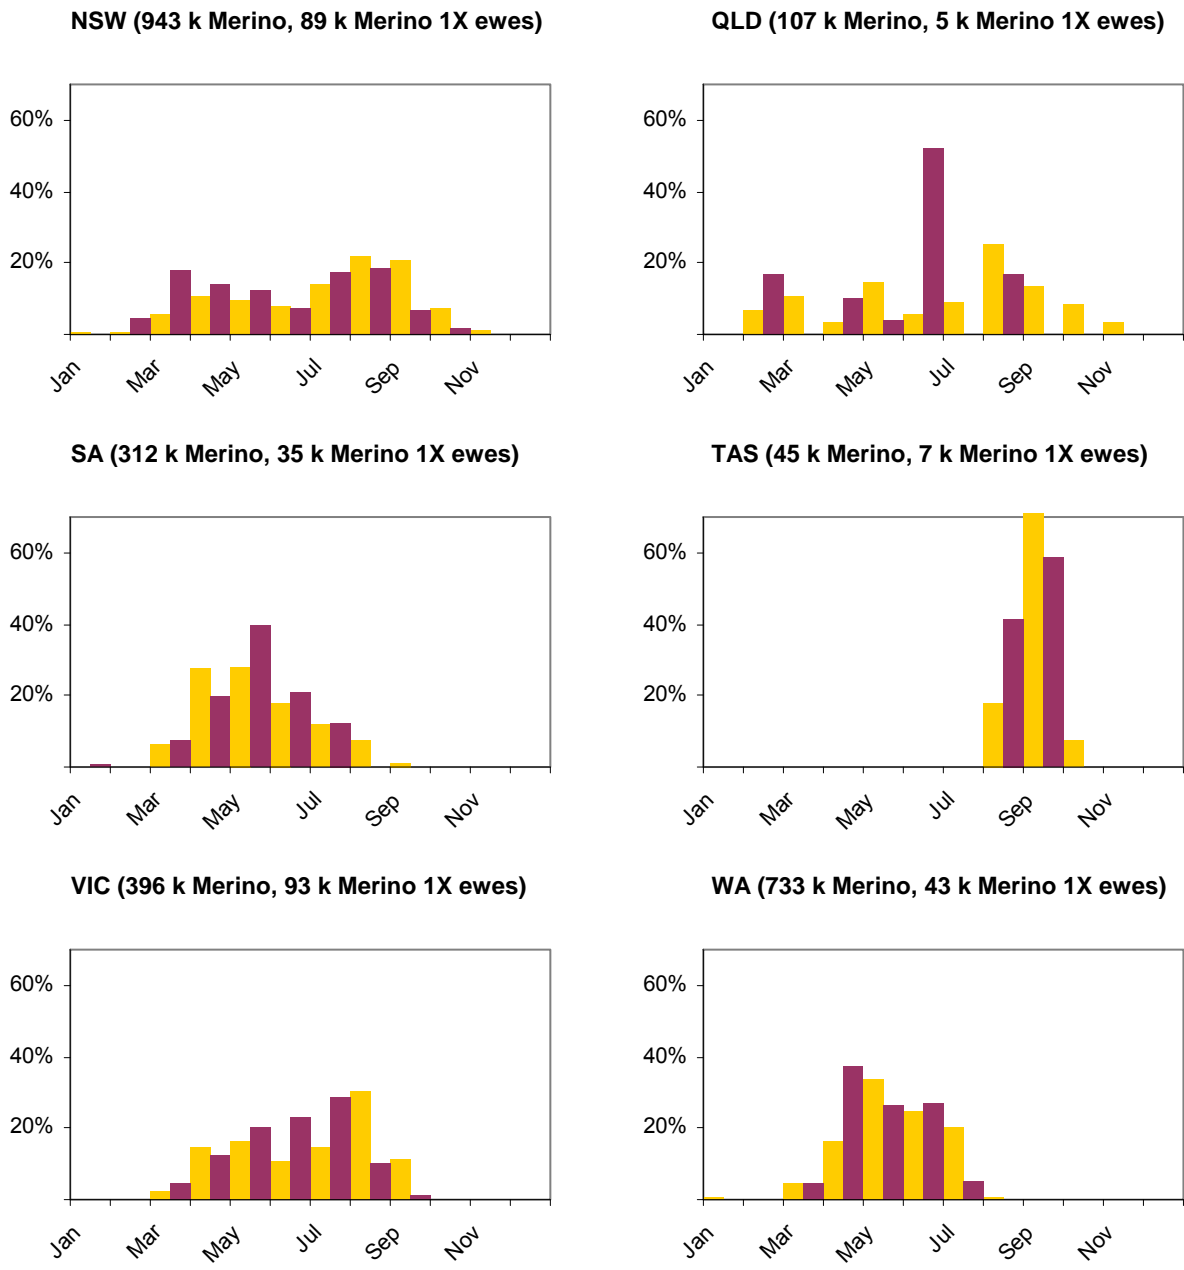 NSW (943 k Merino, 89 k Merino 1X ewes)
60%
40%
20%
Jan Mar May Jul Sep Nov
QLD (107 k Merino, 5 k Merino 1X ewes)
60%
40%
20%
Jan Mar May Jul Sep Nov
SA (312 k Merino, 35 k Merino 1X ewes)
60%
40%
20%
Jan Mar May Jul Sep Nov
TAS (45 k Merino, 7 k Merino 1X ewes)
60%
40%
20%
Jan Mar May Jul Sep Nov
VIC (396 k Merino, 93 k Merino 1X ewes)
60%
40%
20%
Jan Mar May Jul Sep Nov
WA (733 k Merino, 43 k Merino 1X ewes)
60%
40%
20%
Jan Mar May Jul Sep Nov